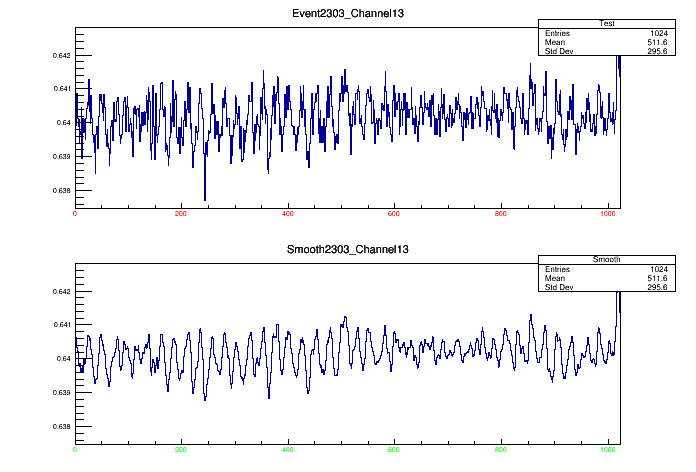 Event2303_Channel13
Test
Entries 1024
Mean 511.6
Std Dev 295.6
0.642
0.641
0.64
0.639
0.638
0 200 400 600 800 1000
Smooth2303_Channel13
Smooth
Entries 1024
Mean 511.6
Std Dev 295.6
0.642
0.641
0.64
0.639
0.638
0 200 400 600 800 1000